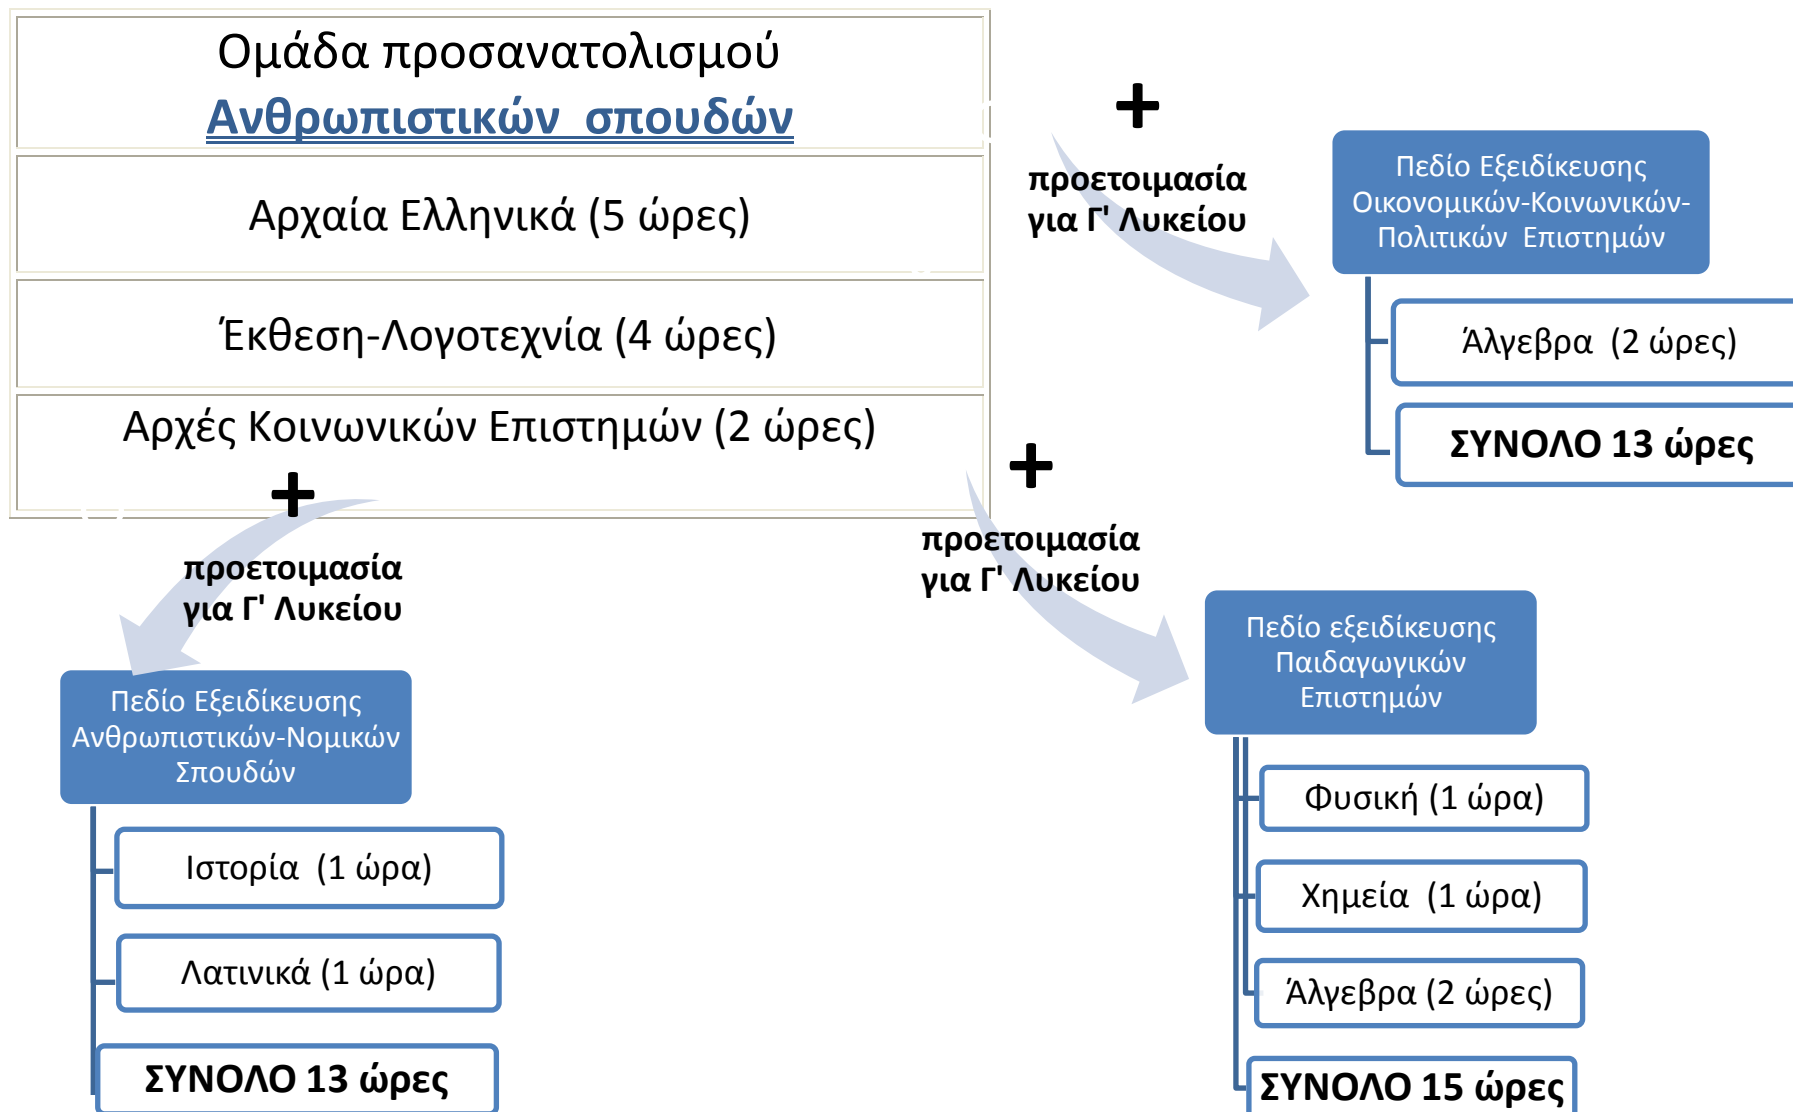 Ομάδα προσανατολισμού
Ανθρωπιστικών σπουδών
Αρχαία Ελληνικά (5 ώρες)
Έκθεση-Λογοτεχνία (4 ώρες)
Αρχές Κοινωνικών Επιστημών (2 ώρες)
+
προετοιμασία
για Γ' Λυκείου
Πεδίο Εξειδίκευσης
Οικονομικών-Κοινωνικών-
Πολιτικών Επιστημών
Άλγεβρα (2 ώρες)
ΣΥΝΟΛΟ 13 ώρες
+
προετοιμασία
για Γ' Λυκείου
Πεδίο Εξειδίκευσης
Ανθρωπιστικών-Νομικών
Σπουδών
Ιστορία (1 ώρα)
Λατινικά (1 ώρα)
ΣΥΝΟΛΟ 13 ώρες
+
προετοιμασία
για Γ' Λυκείου
Πεδίο εξειδίκευσης
Παιδαγωγικών
Επιστημών
Φυσική (1 ώρα)
Χημεία (1 ώρα)
Άλγεβρα (2 ώρες)
ΣΥΝΟΛΟ 15 ώρες